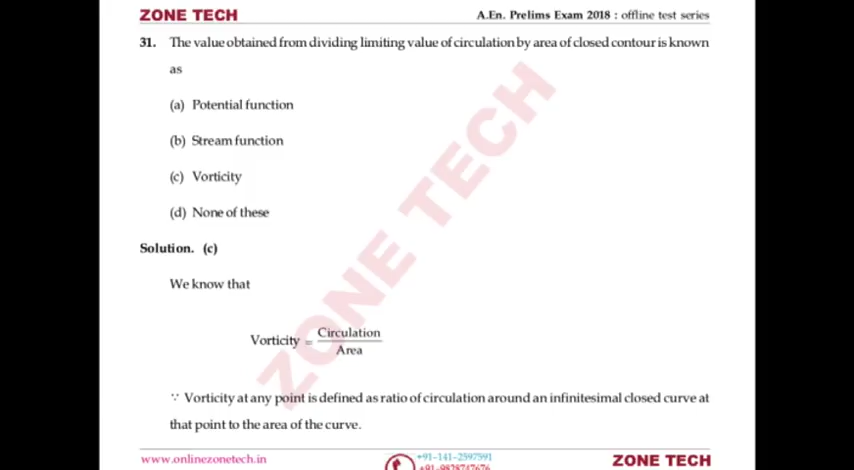 ZONE TECH
A.En. Prelims Exam 2018 : offline test series
31. The value obtained from dividing limiting value of circulation by area of closed contour is known
as
(a) Potential function
(b) Stream function
(c) Vorticity
(d) None of these
Solution. (c)
We know that
Vorticity = Circulation
Area
∵ Vorticity at any point is defined as ratio of circulation around an infinitesimal closed curve at
that point to the area of the curve.
ZONE TECH
www.onlinezonetech.in
+91-141-2597591
+91-9828747676
ZONE TECH